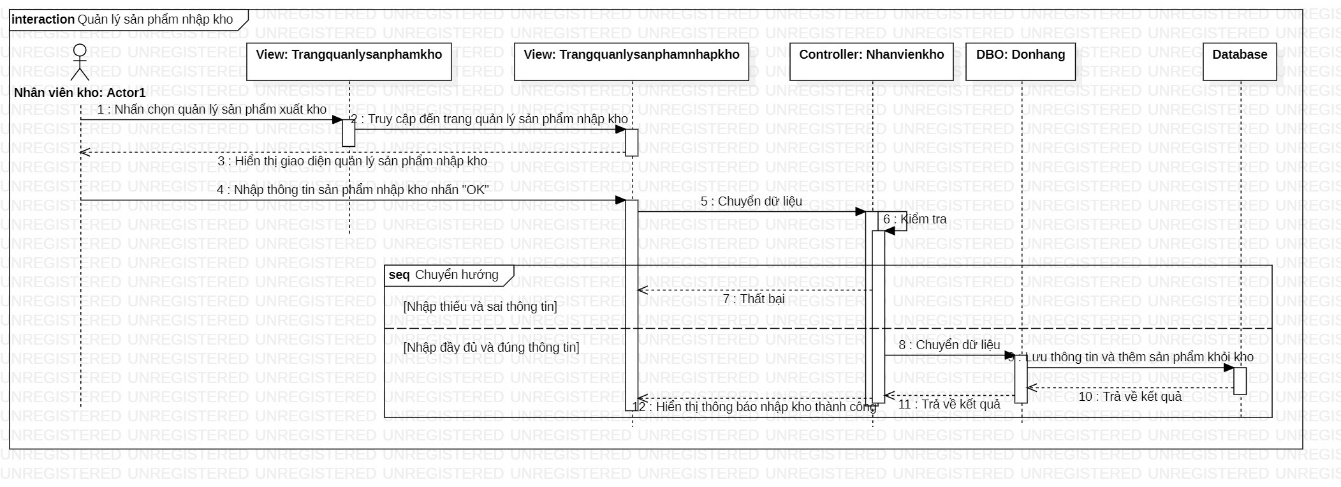 interaction Quản lý sản phẩm nhập kho
View: Trangquanlysanphamkho
View: Trangquanlysanphamnhapkho
Controller: Nhanvienkho
DBO: Donhang
Database
Nhân viên kho: Actor1
1 : Nhấn chọn quản lý sản phẩm xuất kho
2 : Truy cập đến trang quản lý sản phẩm nhập kho
3 : Hiển thị giao diện quản lý sản phẩm nhập kho
4 : Nhập thông tin sản phẩm nhập kho nhấn "OK"
5 : Chuyển dữ liệu
6 : Kiểm tra
seq Chuyển hướng
7 : Thất bại
[Nhập thiếu và sai thông tin]
[Nhập đầy đủ và đúng thông tin]
8 : Chuyển dữ liệu
9 : Lưu thông tin và thêm sản phẩm khỏi kho
10 : Trả về kết quả
11 : Trả về kết quả
12 : Hiển thị thông báo nhập kho thành công
UNREGISTERED